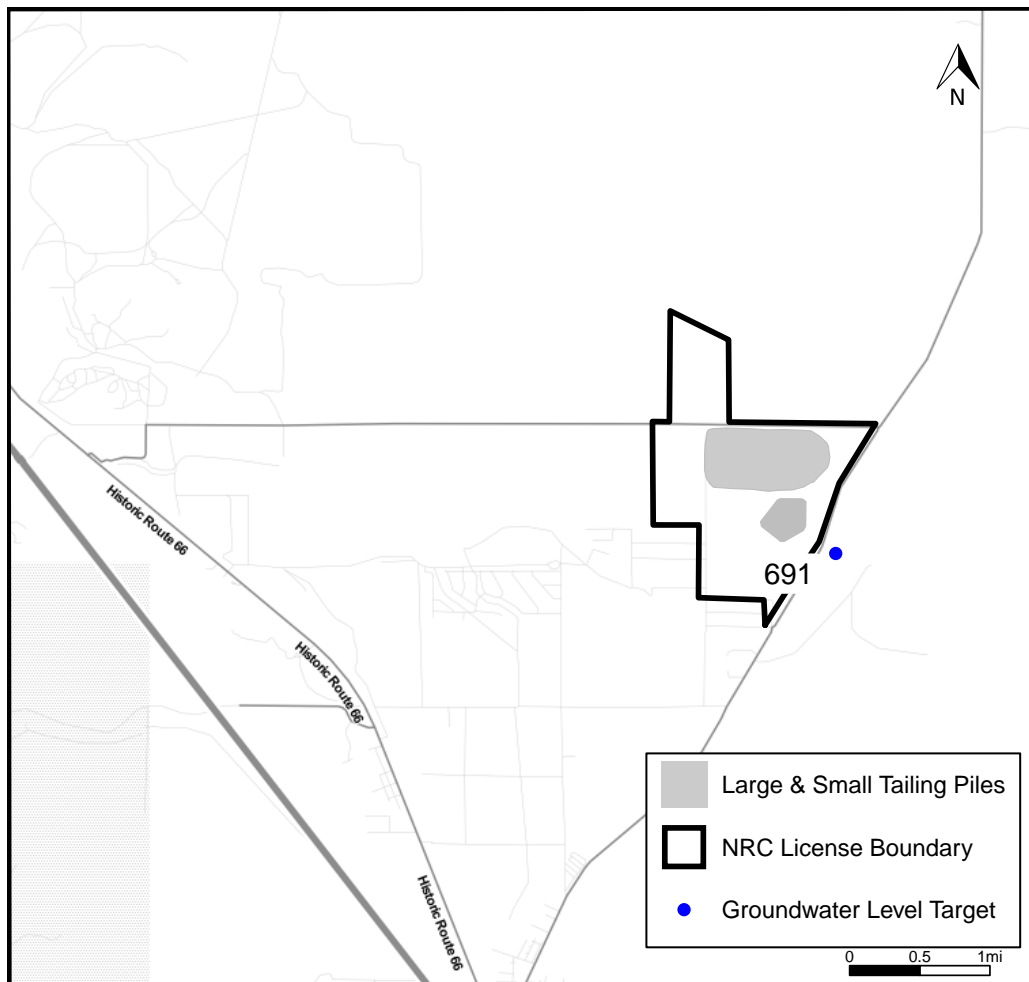 N
Historic Route 66
691
Historic Route 66
Large & Small Tailing Piles
NRC License Boundary
Historic Route 66
Groundwater Level Target
0 0.5 1mi